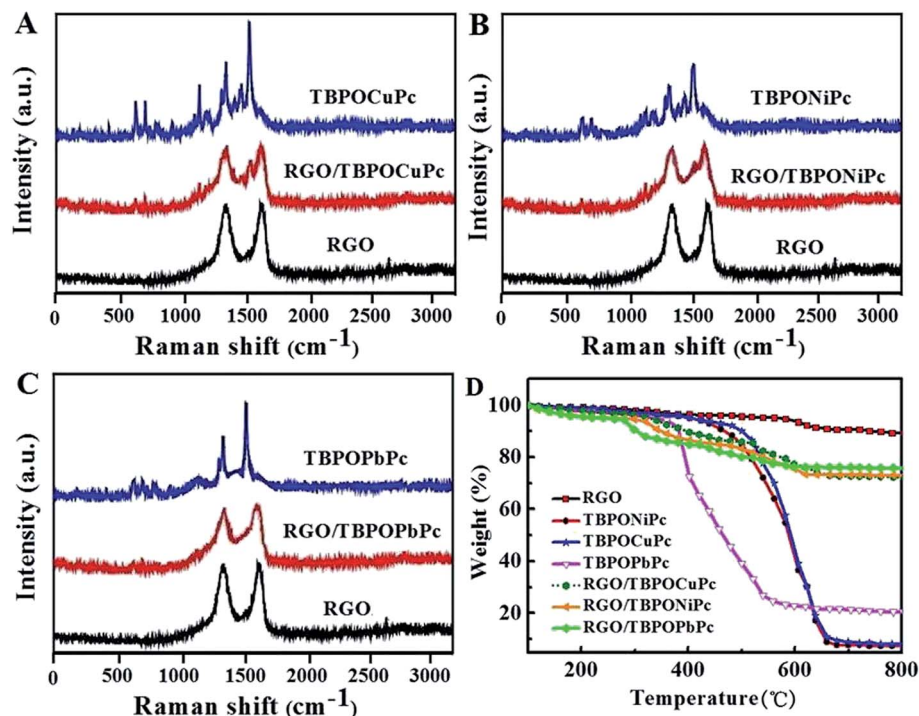 A
Intensity (a.u.)
TBPOCuPc
RGO/TBPOCuPc
RGO
0 500 1000 1500 2000 2500 3000
Raman shift (cm-1)
B
Intensity (a.u.)
TBPONiPc
RGO/TBPONiPc
RGO
0 500 1000 1500 2000 2500 3000
Raman shift (cm-1)
C
Intensity (a.u.)
TBPOPbPc
RGO/TBPOPbPc
RGO
0 500 1000 1500 2000 2500 3000
Raman shift (cm-1)
D
Weight (%)
100
80
60
40
20
RGO
TBPONiPc
TBPOCuPc
TBPOPbPc
RGO/TBPOCuPc
RGO/TBPONiPc
RGO/TBPOPbPc
200 400 600 800
Temperature(℃)